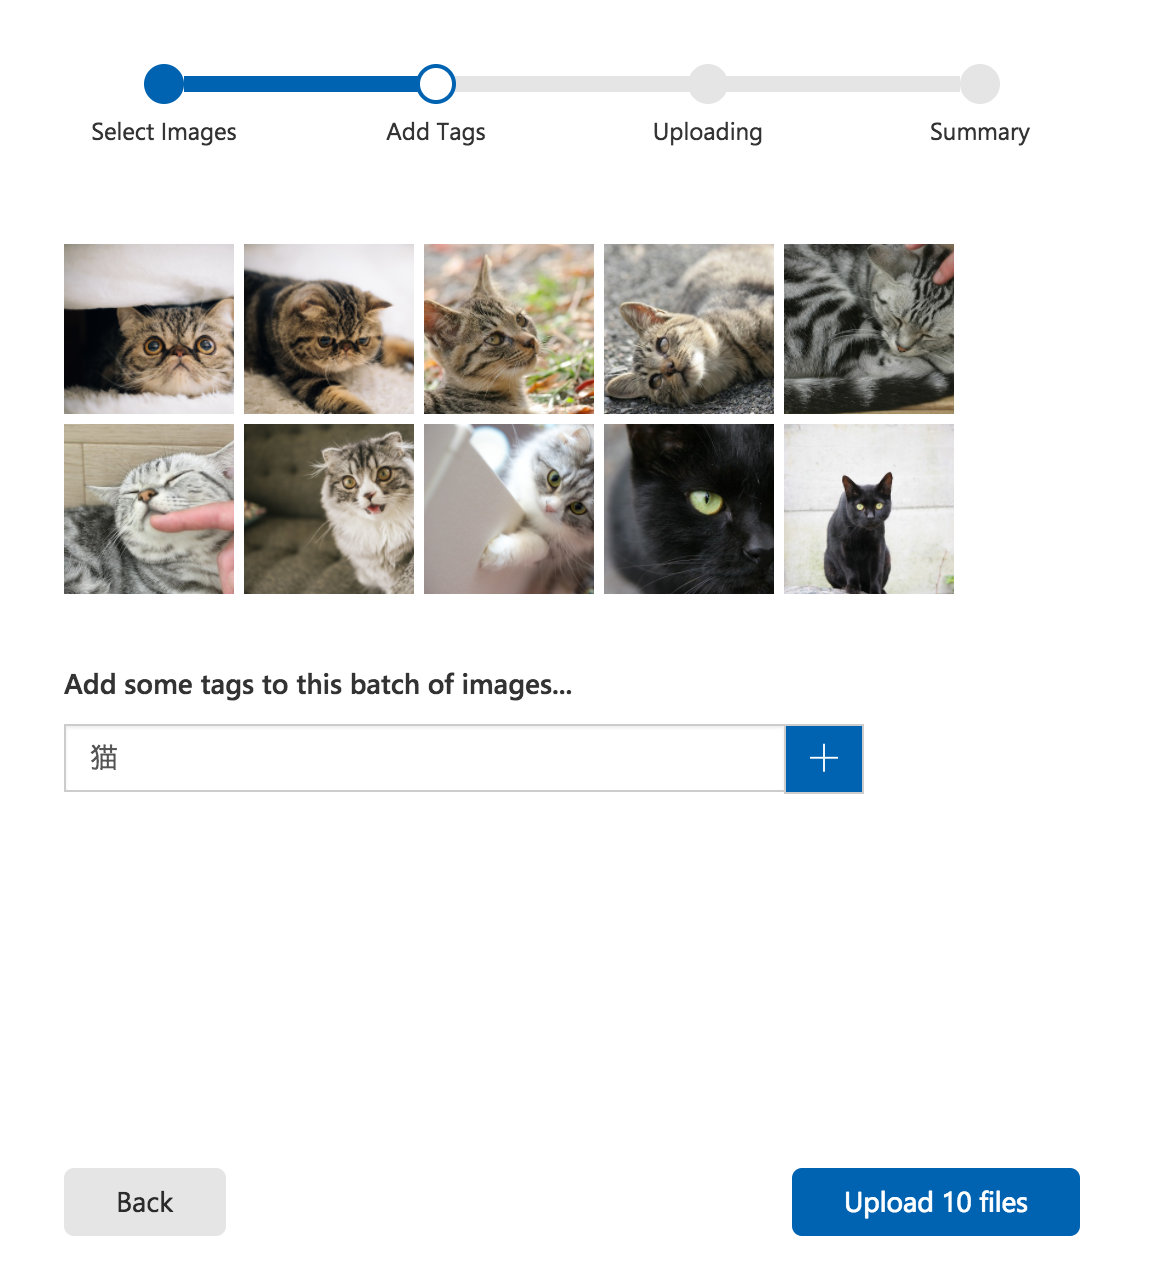 Select Images
Add Tags
Uploading
Summary
Add some tags to this batch of images...
猫
Back
Upload 10 files